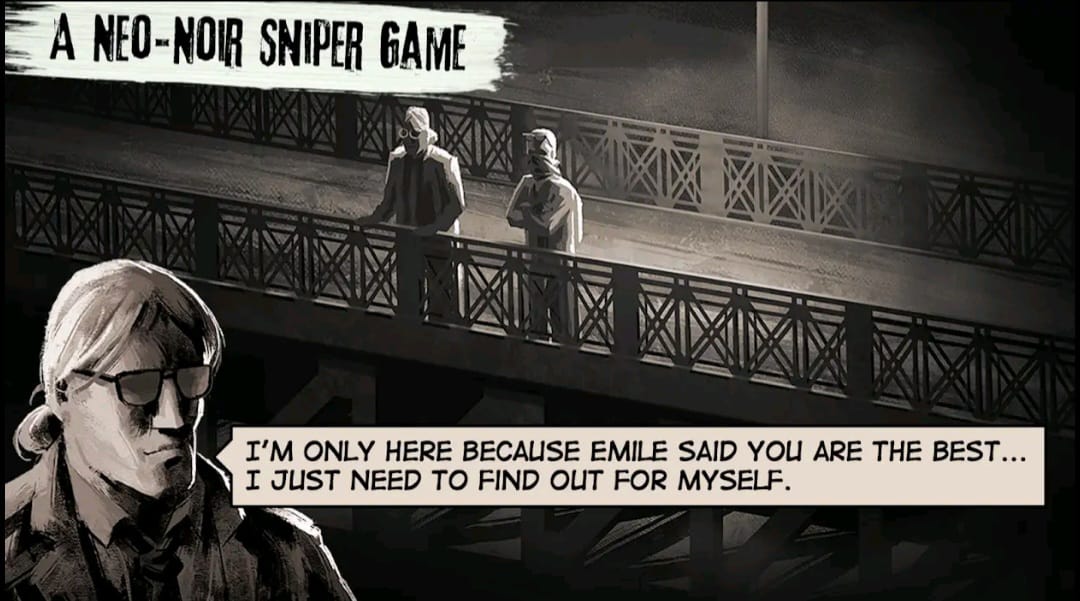 A NEO-NOIR SNIPER GAME
I'M ONLY HERE BECAUSE EMILE SAID YOU ARE THE BEST...
I JUST NEED TO FIND OUT FOR MYSELF.